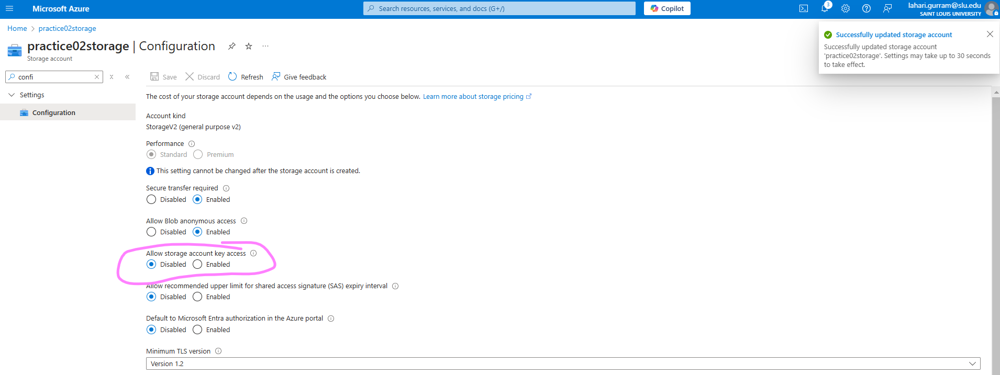 Microsoft Azure
Search resources, services, and docs (G+/)
Copilot
3
lahari.gurram@slu.edu
SAINT LOUIS UNIVERSITY
Home > practice02storage
practice02storage | Configuration
Storage account
Successfully updated storage account
Successfully updated storage account
'practice02storage'. Settings may take up to 30 seconds
to take effect.
confi
Settings
Configuration
Save Discard Refresh Give feedback
The cost of your storage account depends on the usage and the options you choose below. Learn more about storage pricing
Account kind
StorageV2 (general purpose v2)
Performance
Standard Premium
This setting cannot be changed after the storage account is created.
Secure transfer required
Disabled Enabled
Allow Blob anonymous access
Disabled Enabled
Allow storage account key access
Disabled Enabled
Allow recommended upper limit for shared access signature (SAS) expiry interval
Disabled Enabled
Default to Microsoft Entra authorization in the Azure portal
Disabled Enabled
Minimum TLS version
Version 1.2